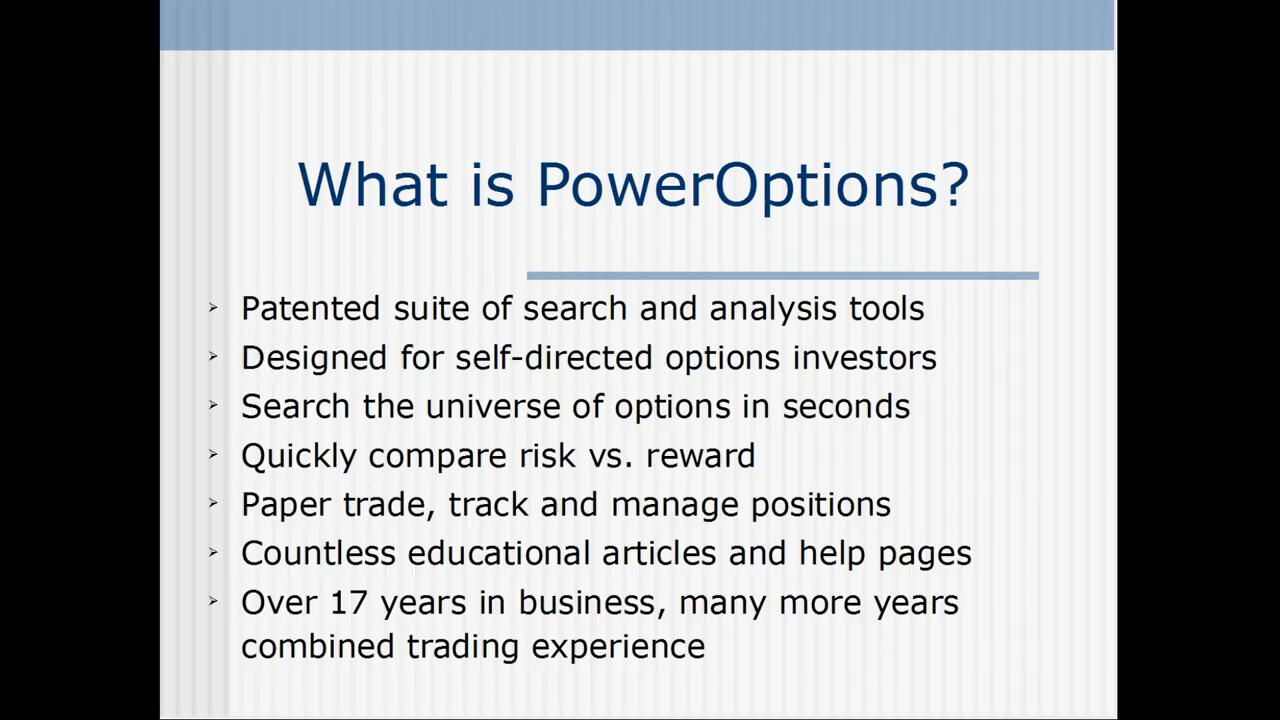 What is PowerOptions?
Patented suite of search and analysis tools
Designed for self-directed options investors
Search the universe of options in seconds
Quickly compare risk vs. reward
Paper trade, track and manage positions
Countless educational articles and help pages
Over 17 years in business, many more years
combined trading experience